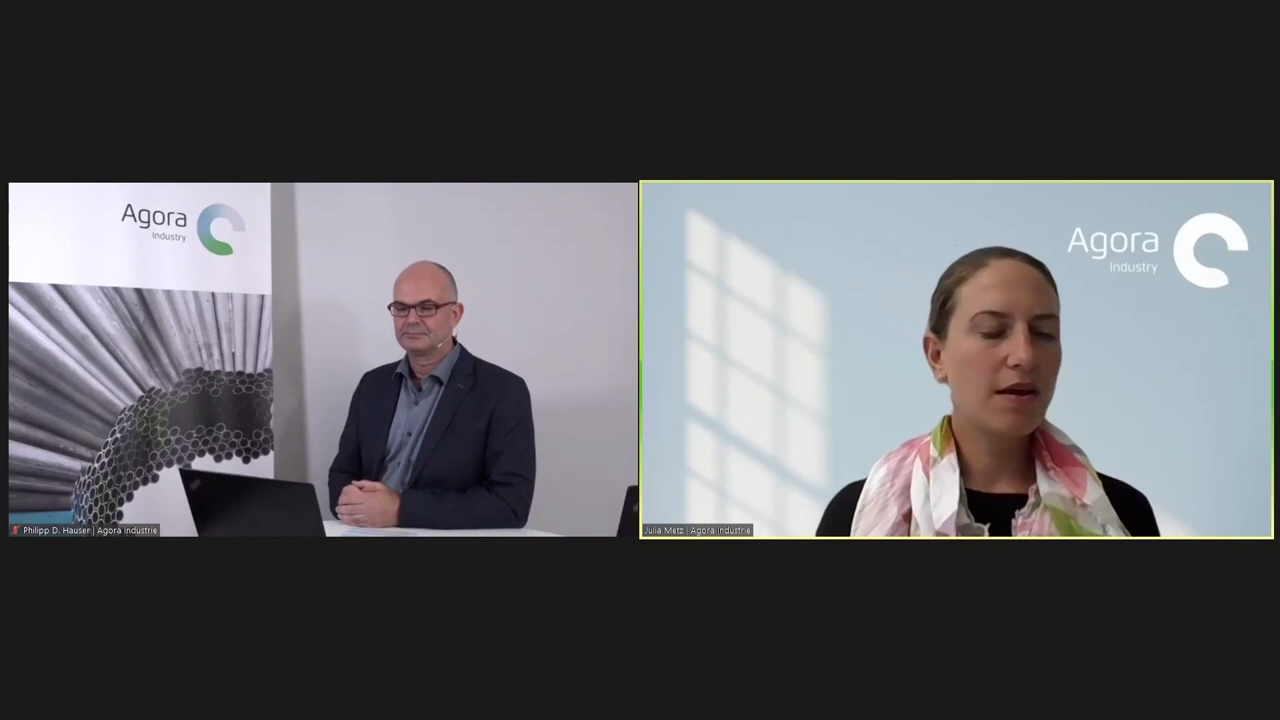 Agora
Industry
Agora
Industry
Philipp D. Hauser | Agora Industrie
Julia Metz | Agora Industrie